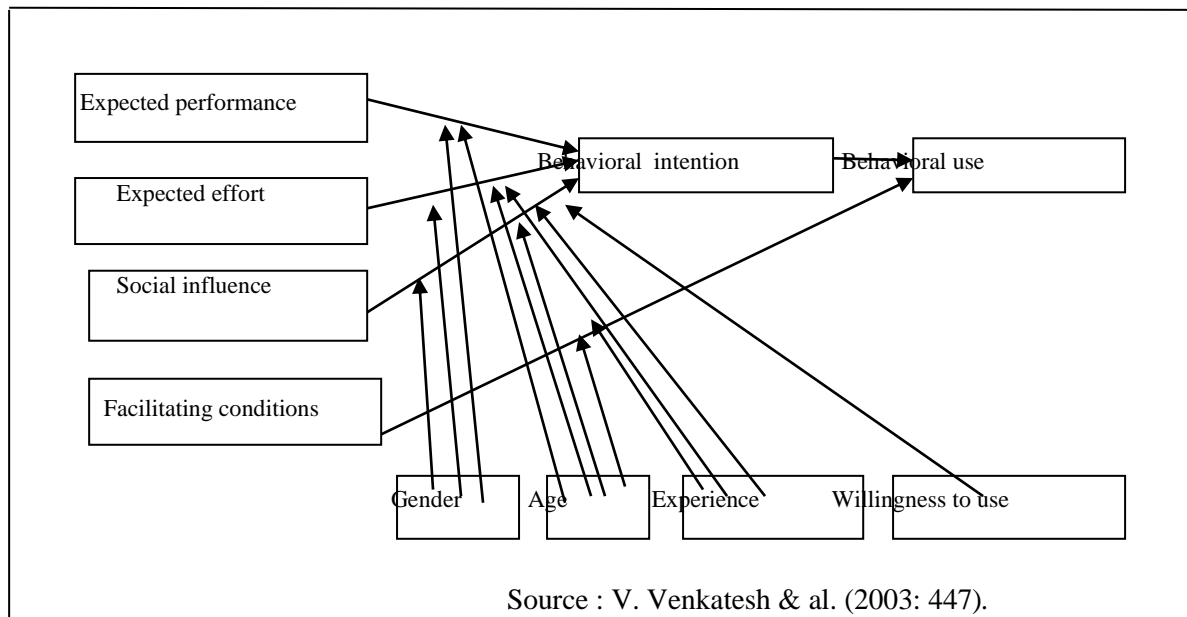 Expected performance
Behavioral intention
Behavioral use
Expected effort
Social influence
Facilitating conditions
Gender
Age
Experience
Willingness to use
Source : V. Venkatesh & al. (2003: 447).